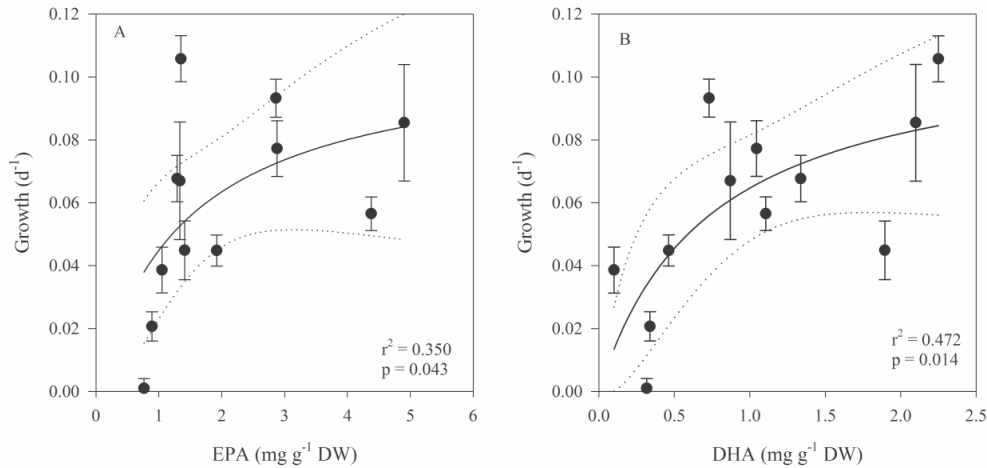 A
0.12
0.10
0.08
0.06
0.04
0.02
0.00
Growth (d⁻¹)
r² = 0.350
p = 0.043
0 1 2 3 4 5 6
EPA (mg g⁻¹ DW)
B
0.12
0.10
0.08
0.06
0.04
0.02
0.00
Growth (d⁻¹)
r² = 0.472
p = 0.014
0.0 0.5 1.0 1.5 2.0 2.5
DHA (mg g⁻¹ DW)